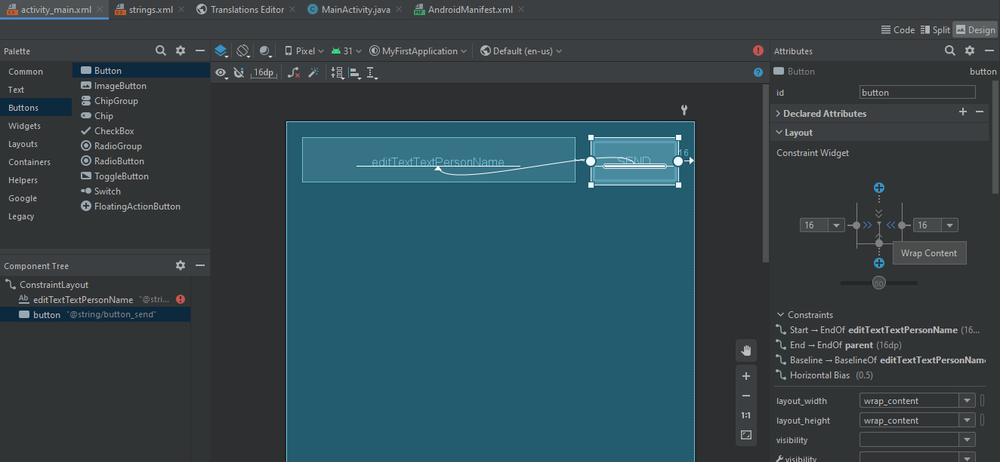 activity_main.xml strings.xml Translations Editor MainActivity.java AndroidManifest.xml
Code Split Design
Palette
Common
Text
Buttons
Widgets
Layouts
Containers
Helpers
Google
Legacy
Button
ImageButton
ChipGroup
Chip
CheckBox
RadioGroup
RadioButton
ToggleButton
Switch
FloatingActionButton
Component Tree
ConstraintLayout
Ab editTextTextPersonName "@stri...
button "@string/button_send"
Pixel 31 MyFirstApplication Default (en-us)
16dp
editTextTextPersonName
SEND
16
1:1
Attributes
Button button
id button
Declared Attributes
Layout
Constraint Widget
16 16
Wrap Content
50
Constraints
Start → EndOf editTextTextPersonName (16...
End → EndOf parent (16dp)
Baseline → BaselineOf editTextTextPersonName
Horizontal Bias (0.5)
layout_width wrap_content
layout_height wrap_content
visibility
visibility